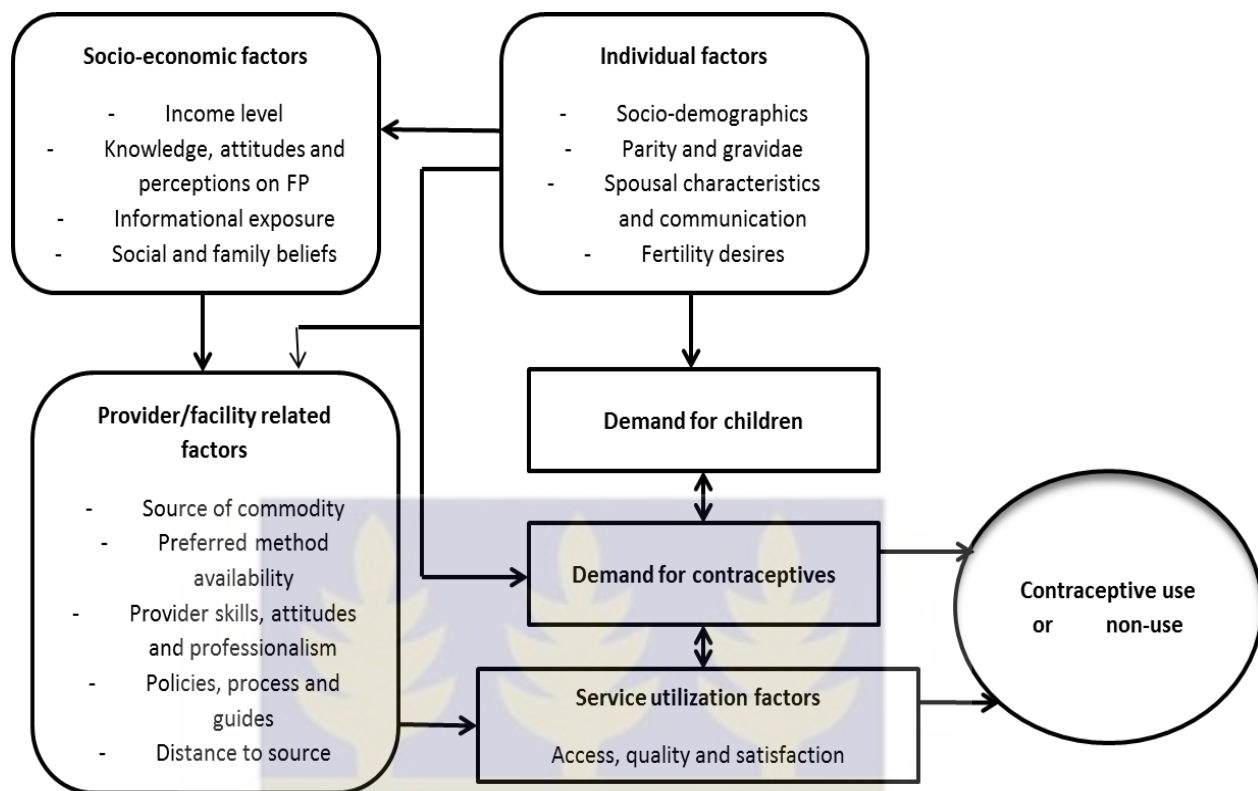 Socio-economic factors
- Income level
- Knowledge, attitudes and
perceptions on FP
- Informational exposure
- Social and family beliefs
Individual factors
- Socio-demographics
- Parity and gravidae
- Spousal characteristics
and communication
- Fertility desires
Provider/facility related
factors
- Source of commodity
- Preferred method
availability
- Provider skills, attitudes
and professionalism
- Policies, process and
guides
- Distance to source
Demand for children
Demand for contraceptives
Service utilization factors
Access, quality and satisfaction
Contraceptive use
or non-use